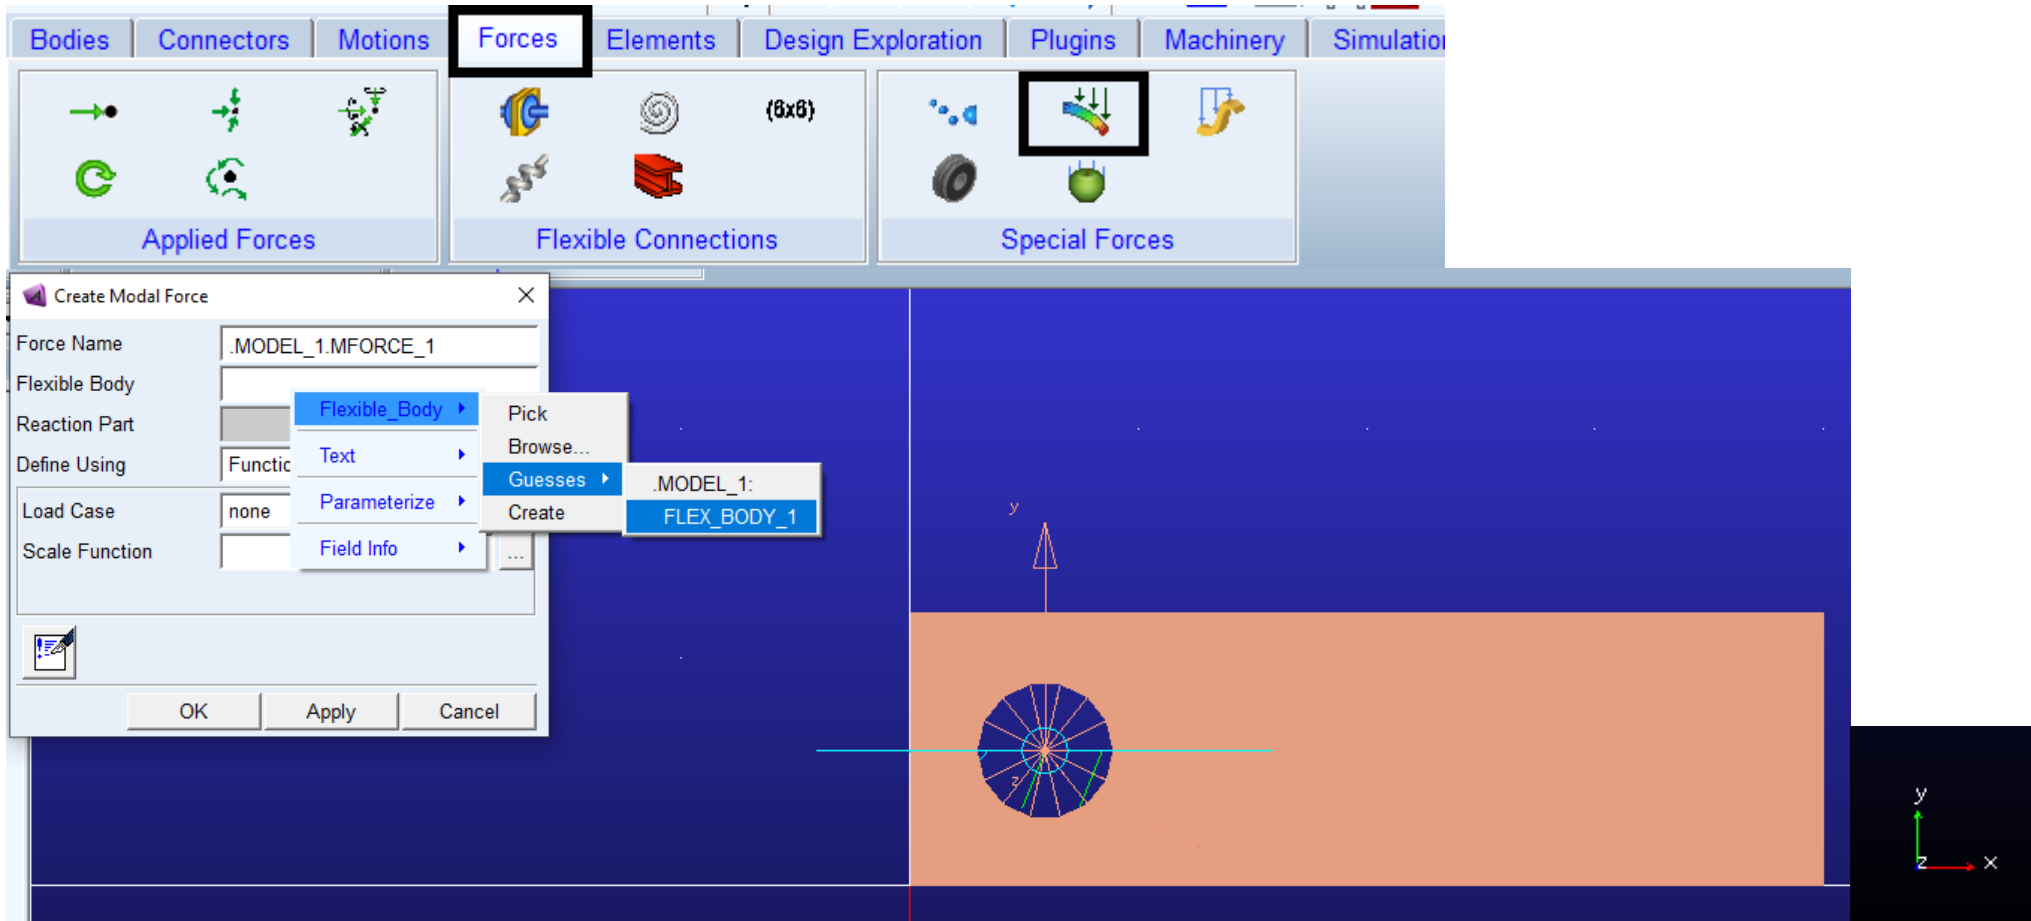 Bodies Connectors Motions Forces Elements Design Exploration Plugins Machinery Simulation
(6x6)
Applied Forces Flexible Connections Special Forces
Create Modal Force
Force Name .MODEL_1.MFORCE_1
Flexible Body
Reaction Part
Define Using Functio
Load Case none
Scale Function ...
Flexible_Body
Text
Parameterize
Field Info
Pick
Browse...
Guesses
Create
.MODEL_1:
FLEX_BODY_1
OK Apply Cancel
y
z
y
z x